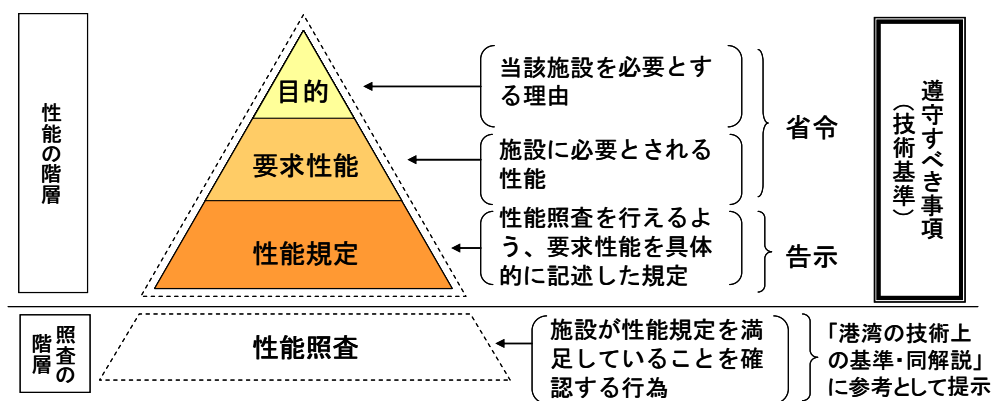 性能の階層
目的
当該施設を必要とす
る理由
要求性能
施設に必要とされる
性能
省令
性能規定
性能照査を行えるよ
う、要求性能を具体
的に記述した規定
告示
遵守すべき事項
(技術基準)
照査の
階層
性能照査
施設が性能規定を満
足していることを確
認する行為
「港湾の技術上
の基準・同解説」
に参考として提示